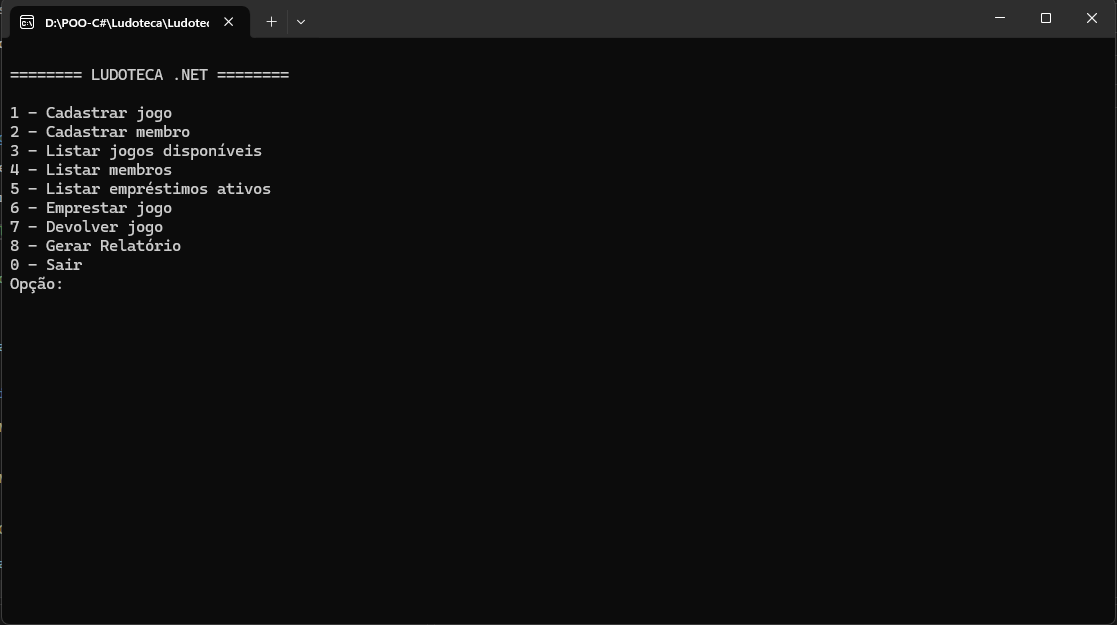 D:\POO-C#\Ludoteca\Ludotec
======== LUDOTECA .NET ========
1 - Cadastrar jogo
2 - Cadastrar membro
3 - Listar jogos disponíveis
4 - Listar membros
5 - Listar empréstimos ativos
6 - Emprestar jogo
7 - Devolver jogo
8 - Gerar Relatório
0 - Sair
Opção: